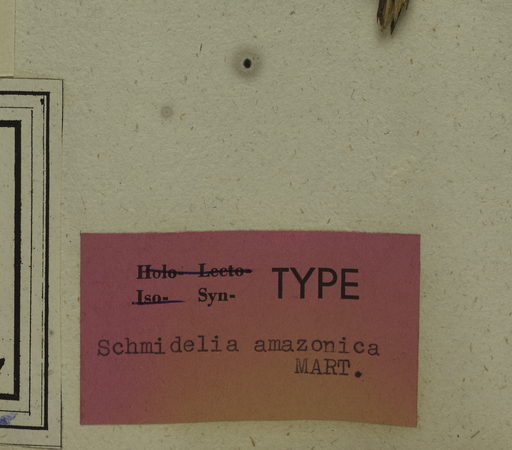 Holo- Lecto- TYPE
Iso- Syn-
Schmidelia amazonica
MART.